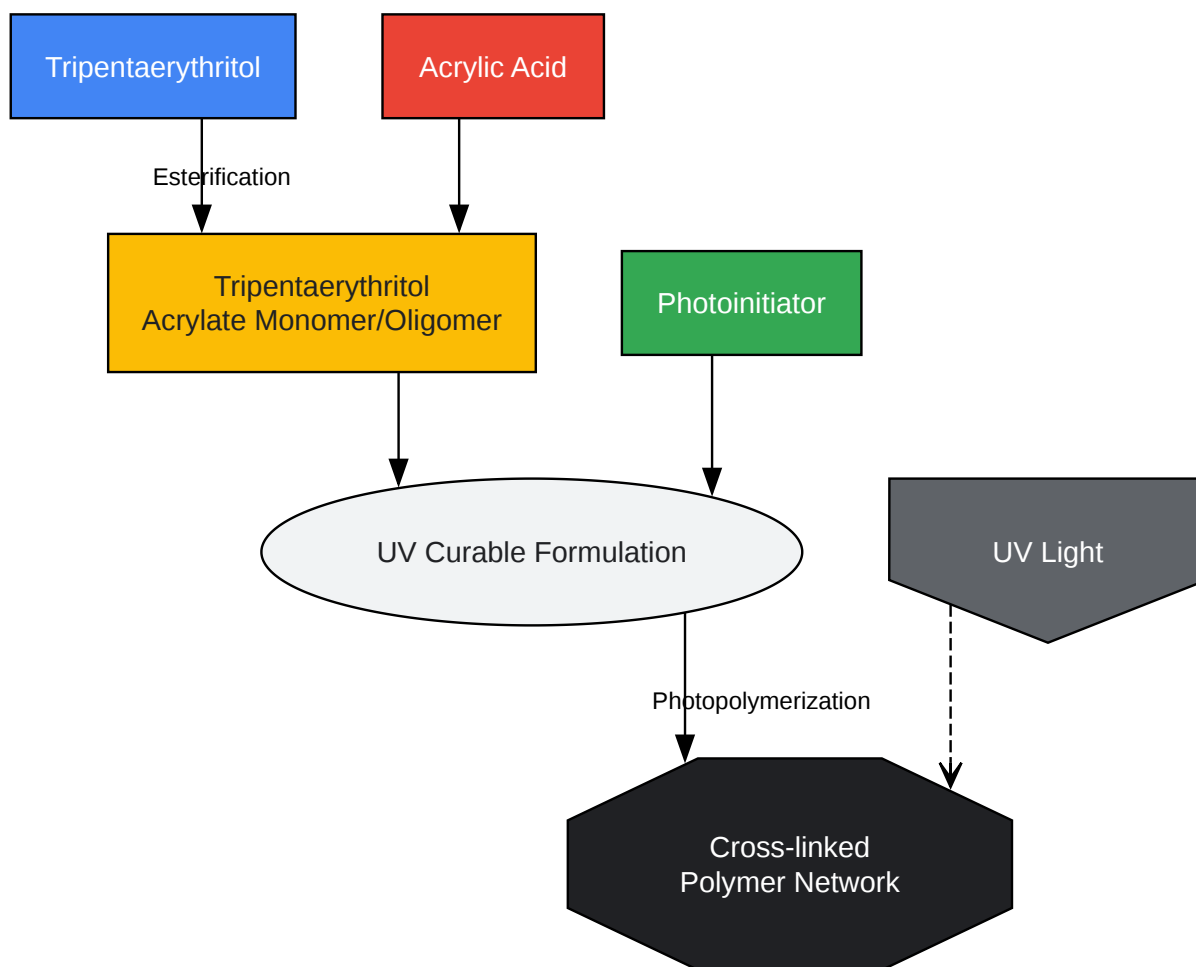 Tripentaerythritol
Acrylic Acid
Esterification
Tripentaerythritol
Acrylate Monomer/Oligomer
Photoinitiator
UV Curable Formulation
UV Light
Photopolymerization
Cross-linked
Polymer Network